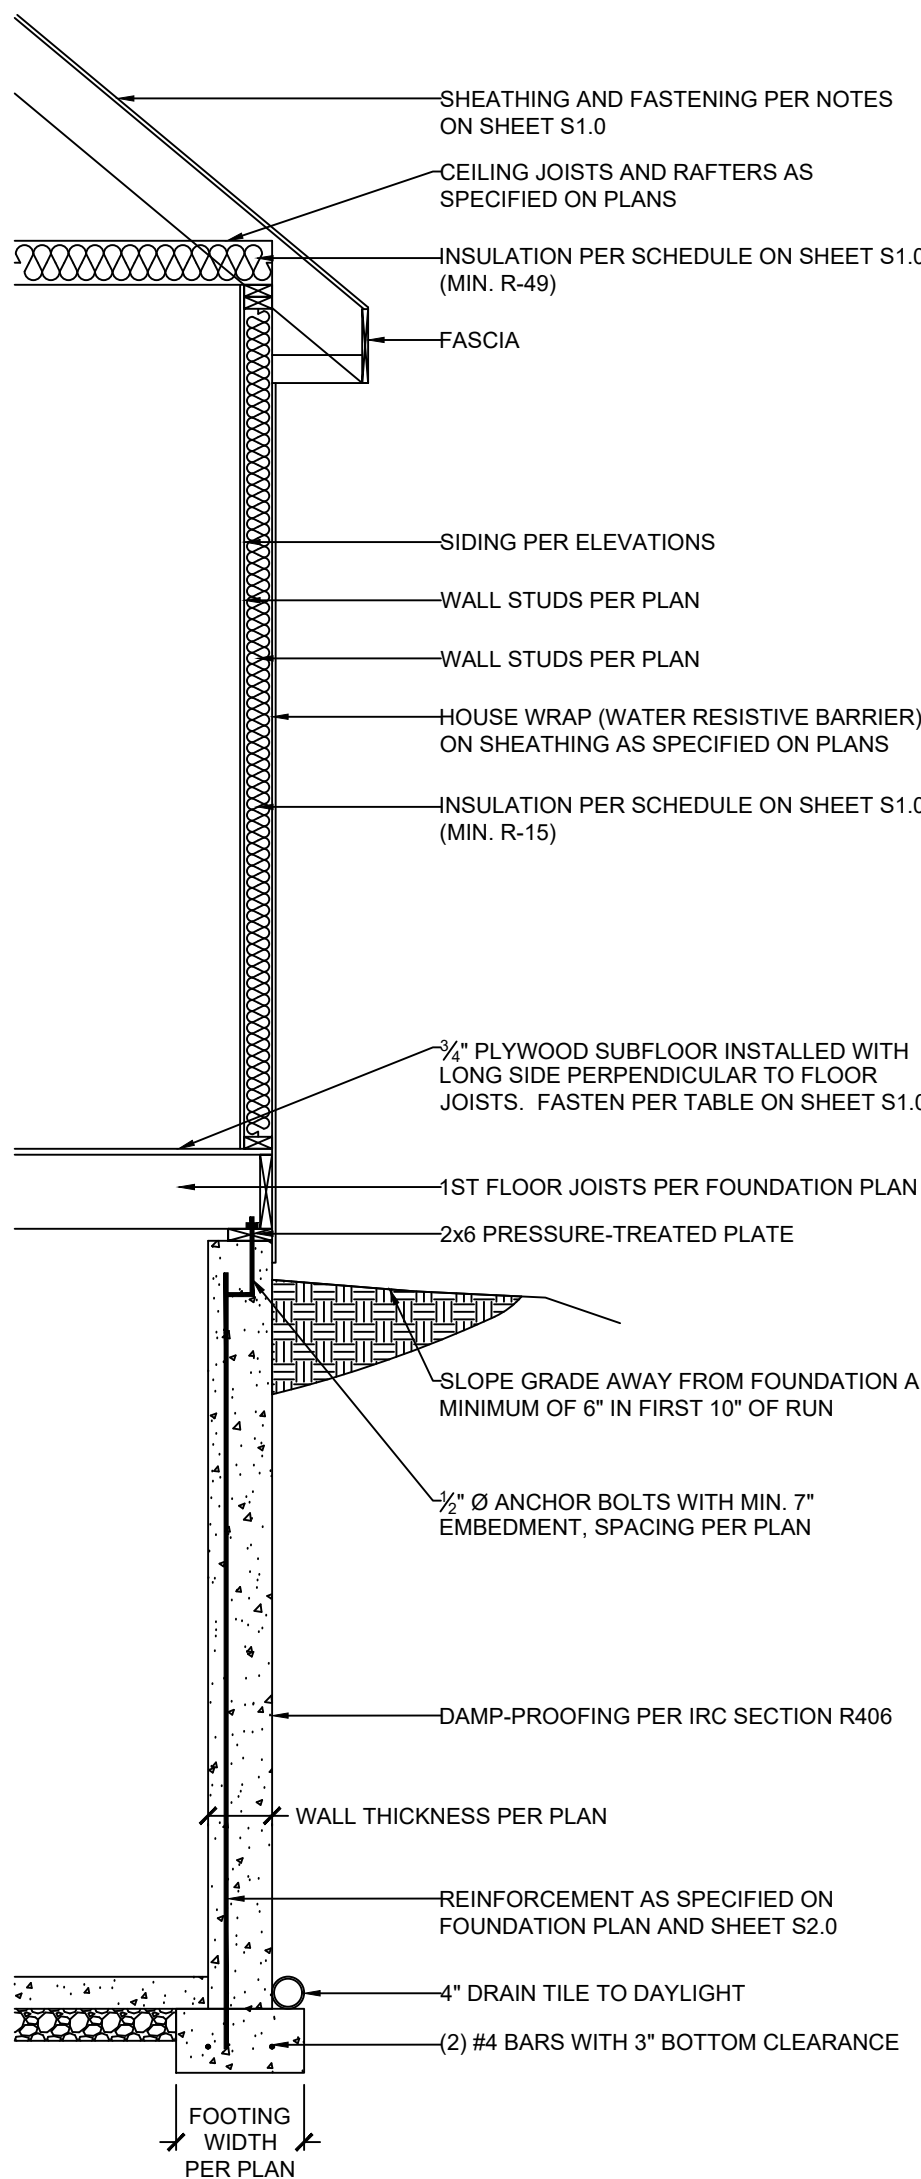 SHEATHING AND FASTENING PER NOTES
ON SHEET S1.0
CEILING JOISTS AND RAFTERS AS
SPECIFIED ON PLANS
INSULATION PER SCHEDULE ON SHEET S1.0
(MIN. R-49)
FASCIA
SIDING PER ELEVATIONS
WALL STUDS PER PLAN
WALL STUDS PER PLAN
HOUSE WRAP (WATER RESISTIVE BARRIER)
ON SHEATHING AS SPECIFIED ON PLANS
INSULATION PER SCHEDULE ON SHEET S1.0
(MIN. R-15)
¾" PLYWOOD SUBFLOOR INSTALLED WITH
LONG SIDE PERPENDICULAR TO FLOOR
JOISTS. FASTEN PER TABLE ON SHEET S1.0
1ST FLOOR JOISTS PER FOUNDATION PLAN
2x6 PRESSURE-TREATED PLATE
SLOPE GRADE AWAY FROM FOUNDATION A
MINIMUM OF 6" IN FIRST 10" OF RUN
½" Ø ANCHOR BOLTS WITH MIN. 7"
EMBEDMENT, SPACING PER PLAN
DAMP-PROOFING PER IRC SECTION R406
WALL THICKNESS PER PLAN
REINFORCEMENT AS SPECIFIED ON
FOUNDATION PLAN AND SHEET S2.0
4" DRAIN TILE TO DAYLIGHT
(2) #4 BARS WITH 3" BOTTOM CLEARANCE
FOOTING
WIDTH
PER PLAN